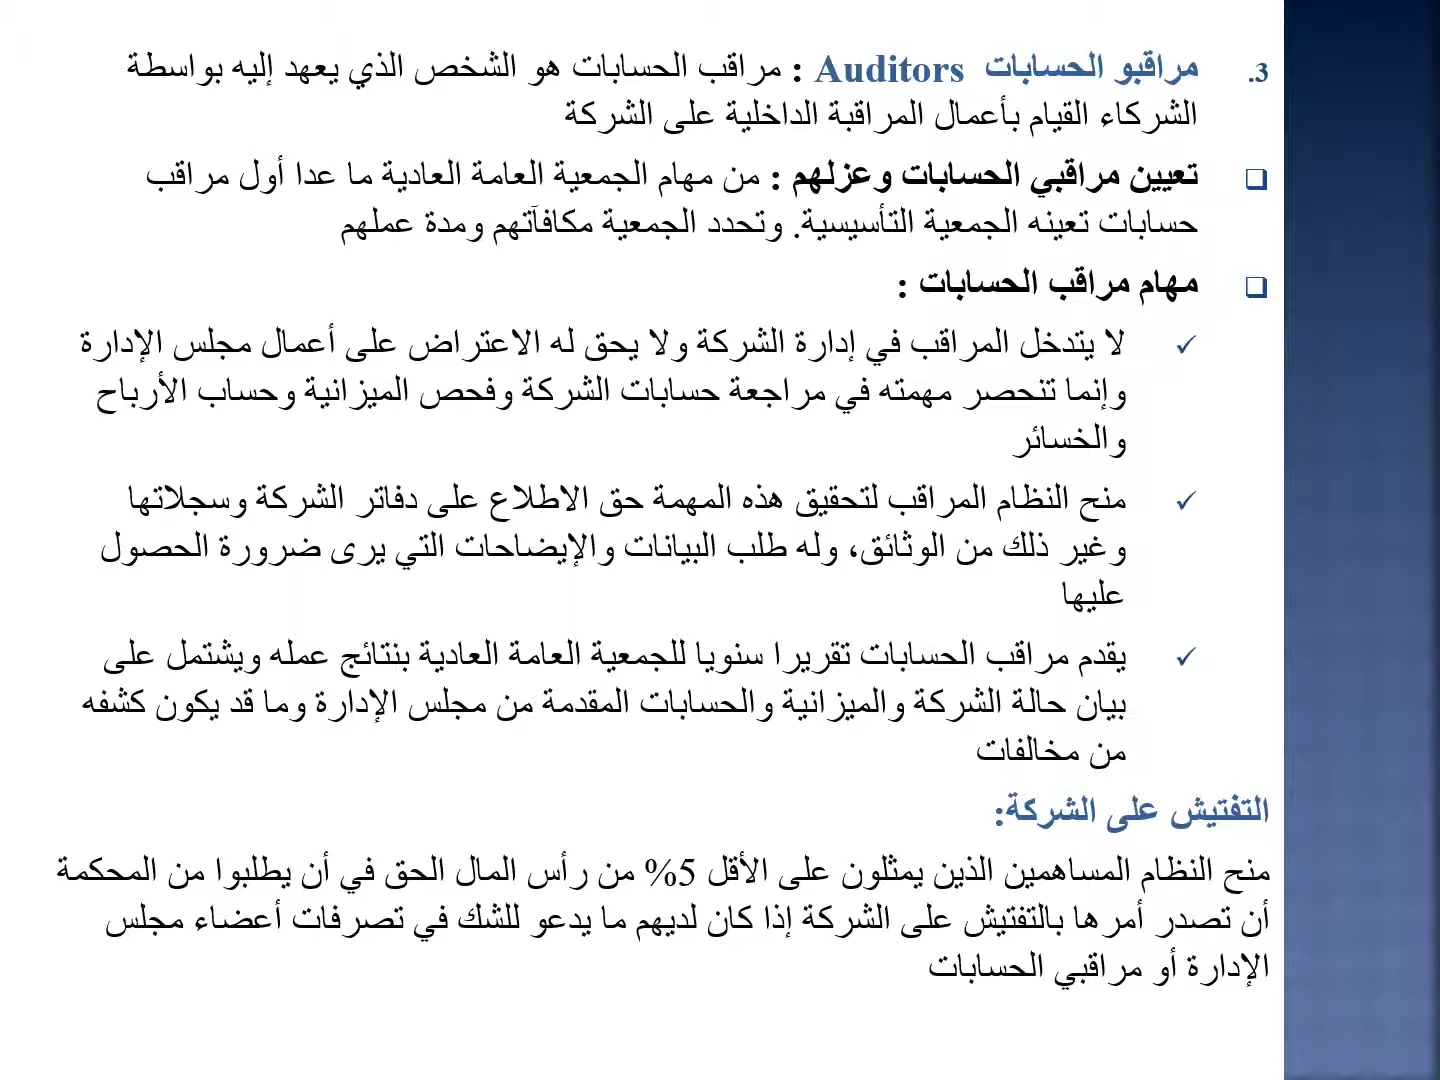 3. مراقبو الحسابات Auditors : مراقب الحسابات هو الشخص الذي يعهد إليه بواسطة
الشركاء القيام بأعمال المراقبة الداخلية على الشركة
❑ تعيين مراقبي الحسابات وعزلهم : من مهام الجمعية العامة العادية ما عدا أول مراقب
حسابات تعينه الجمعية التأسيسية. وتحدد الجمعية مكافآتهم ومدة عملهم
❑ مهام مراقب الحسابات :
✓ لا يتدخل المراقب في إدارة الشركة ولا يحق له الاعتراض على أعمال مجلس الإدارة
وإنما تنحصر مهمته في مراجعة حسابات الشركة وفحص الميزانية وحساب الأرباح
والخسائر
✓ منح النظام المراقب لتحقيق هذه المهمة حق الاطلاع على دفاتر الشركة وسجلاتها
وغير ذلك من الوثائق، وله طلب البيانات والإيضاحات التي يرى ضرورة الحصول
عليها
✓ يقدم مراقب الحسابات تقريرا سنويا للجمعية العامة العادية بنتائج عمله ويشتمل على
بيان حالة الشركة والميزانية والحسابات المقدمة من مجلس الإدارة وما قد يكون كشفه
من مخالفات
التفتيش على الشركة:
منح النظام المساهمين الذين يمثلون على الأقل 5% من رأس المال الحق في أن يطلبوا من المحكمة
أن تصدر أمرها بالتفتيش على الشركة إذا كان لديهم ما يدعو للشك في تصرفات أعضاء مجلس
الإدارة أو مراقبي الحسابات